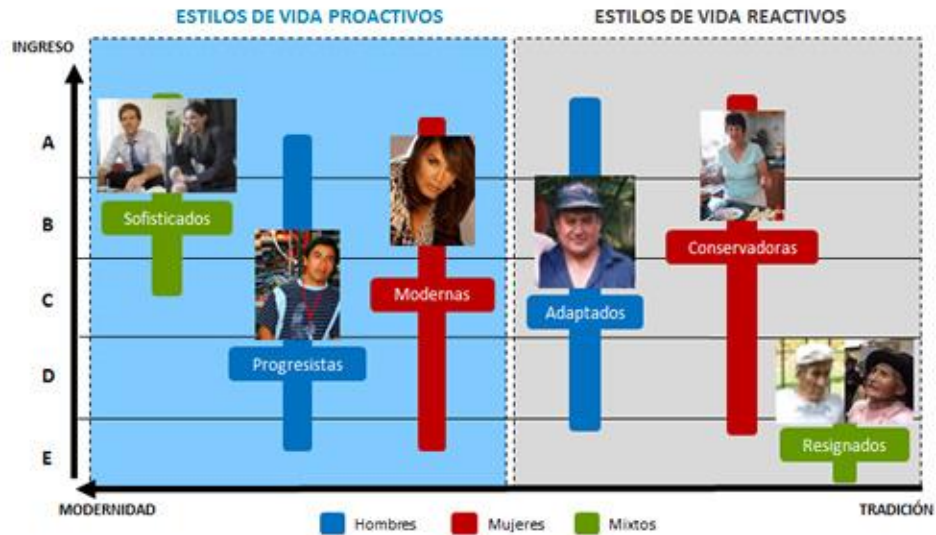 ESTILOS DE VIDA PROACTIVOS
ESTILOS DE VIDA REACTIVOS
INGRESO
A
B
C
D
E
Sofisticados
Progresistas
Modernas
Adaptados
Conservadoras
Resignados
MODERNIDAD
TRADICIÓN
Hombres
Mujeres
Mixtos